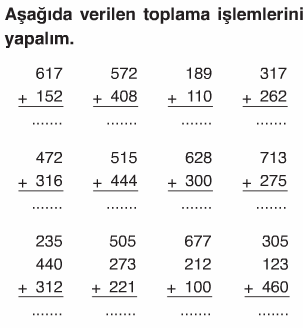 Aşağıda verilen toplama işlemlerini
yapalım.
617 572 189 317
+ 152 + 408 + 110 + 262
....... ....... ....... .......
472 515 628 713
+ 316 + 444 + 300 + 275
....... ....... ....... .......
235 505 677 305
440 273 212 123
+ 312 + 221 + 100 + 460
....... ....... ....... .......